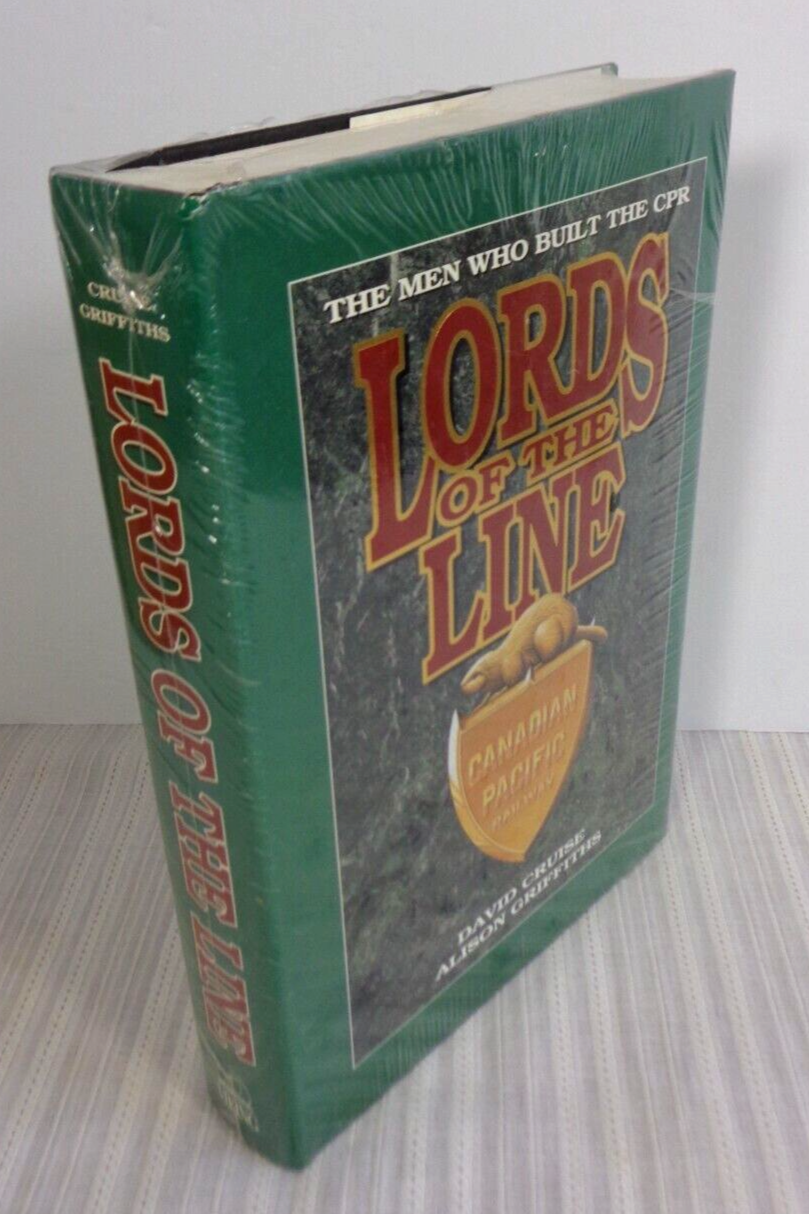 THE MEN WHO BUILT THE CPR
LORDS
OF THE
LINE
CANADIAN
PACIFIC
RAILWAY
DAVID CRUISE
ALISON GRIFFITHS
GRIFFITHS
LORDS OF THE LINE